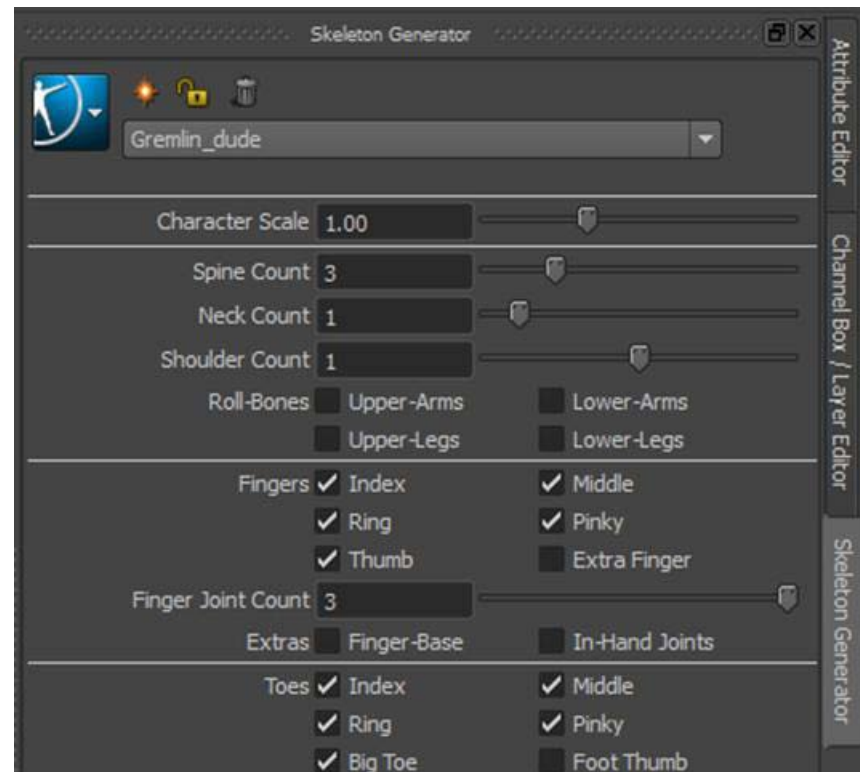 Skeleton Generator
Gremlin_dude
Character Scale 1.00
Spine Count 3
Neck Count 1
Shoulder Count 1
Roll-Bones Upper-Arms Lower-Arms
Upper-Legs Lower-Legs
Fingers Index Middle
Ring Pinky
Thumb Extra Finger
Finger Joint Count 3
Extras Finger-Base In-Hand Joints
Toes Index Middle
Ring Pinky
Big Toe Foot Thumb
Attribute Editor
Channel Box / Layer Editor
Skeleton Generator